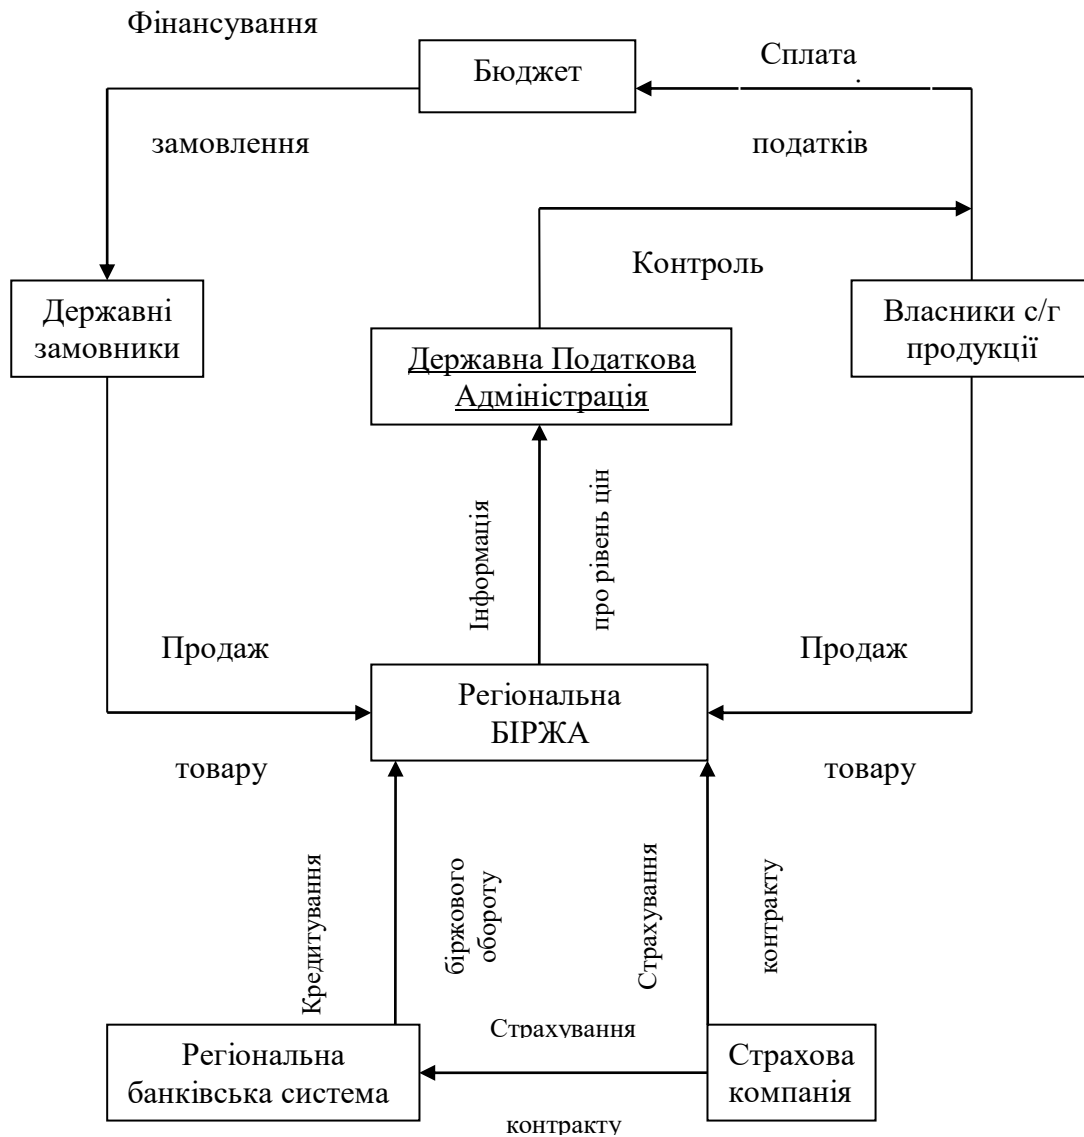 Фінансування
Бюджет
Сплата
замовлення
податків
Контроль
Державні
замовники
Власники с/г
продукції
Державна Податкова
Адміністрація
Інформація
про рівень цін
Продаж
Продаж
Регіональна
БІРЖА
товару
товару
Кредитування
біржового
обороту
Страхування
контракту
Страхування
Регіональна
банківська система
Страхова
компанія
контракту